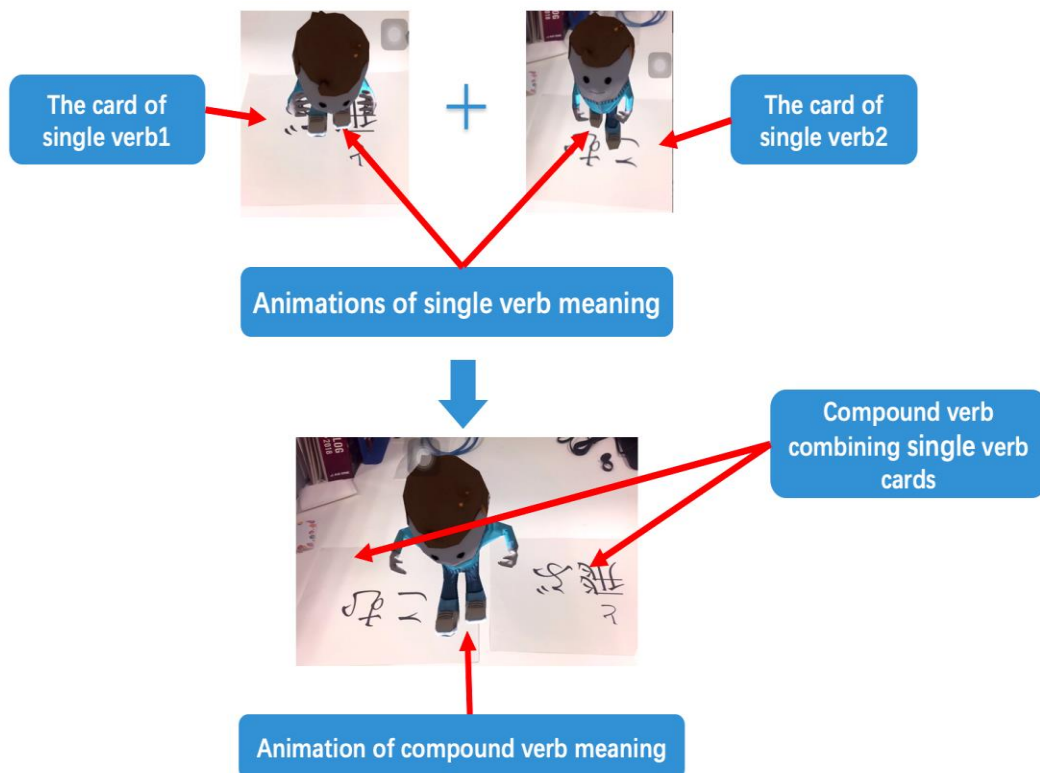 The card of
single verb1
+
The card of
single verb2
Animations of single verb meaning
LOG
Compound verb
combining single verb
cards
Animation of compound verb meaning